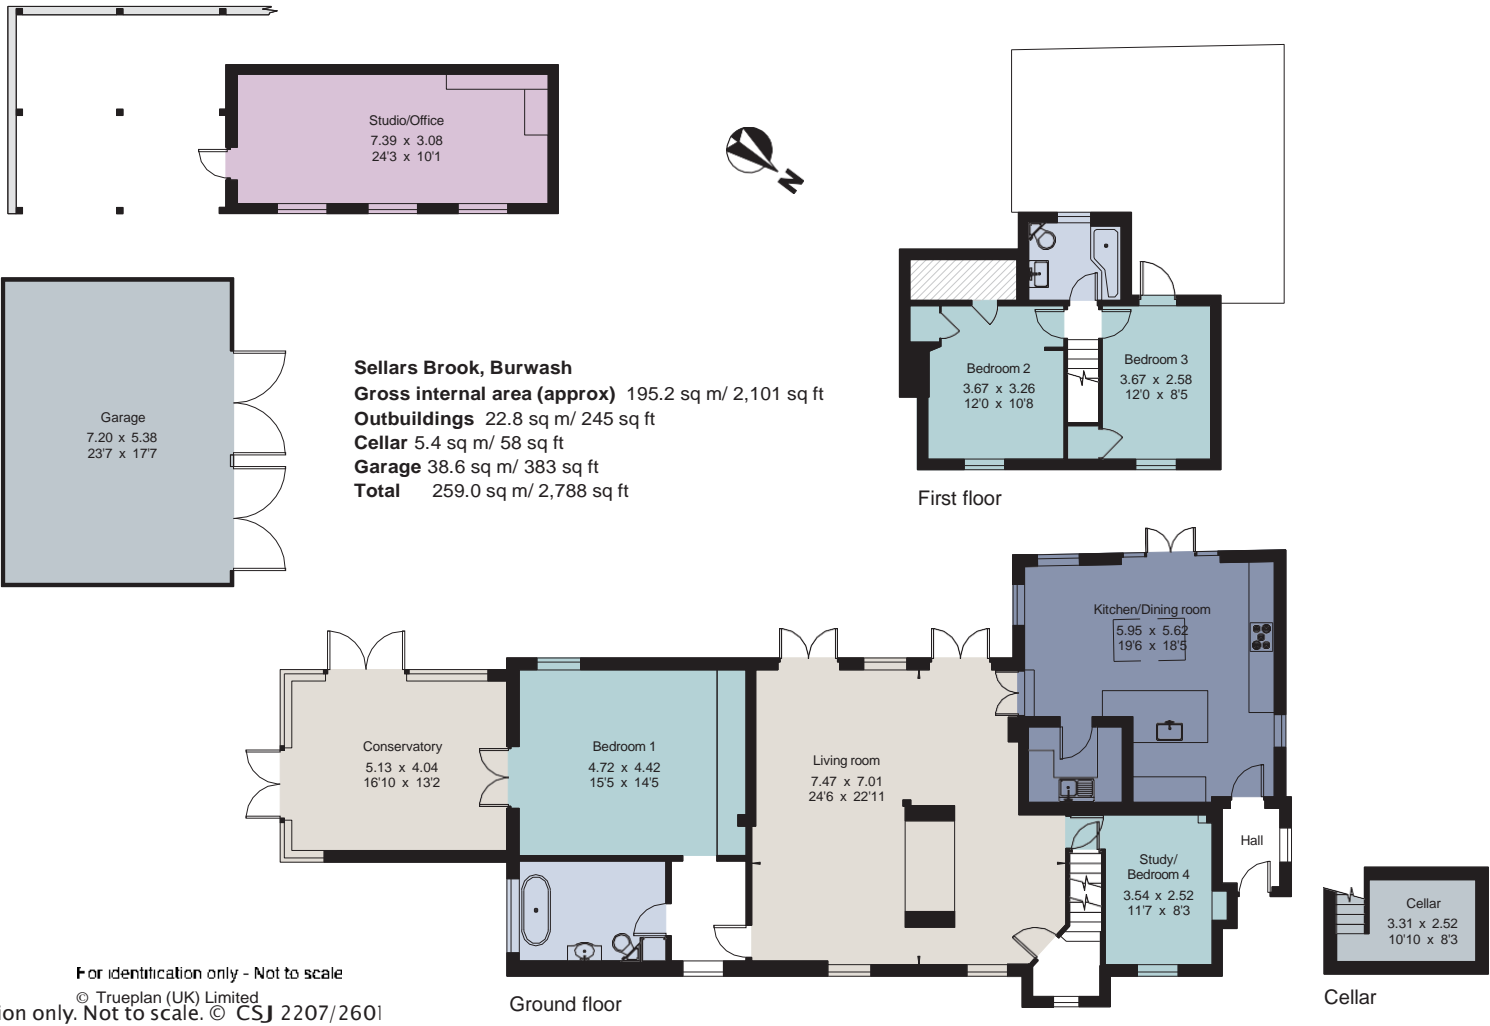 Studio/Office
7.39 x 3.08
24'3 x 10'1
N
Sellars Brook, Burwash
Gross internal area (approx) 195.2 sq m/ 2,101 sq ft
Outbuildings 22.8 sq m/ 245 sq ft
Cellar 5.4 sq m/ 58 sq ft
Garage 38.6 sq m/ 383 sq ft
Total 259.0 sq m/ 2,788 sq ft
Garage
7.20 x 5.38
23'7 x 17'7
Bedroom 2
3.67 x 3.26
12'0 x 10'8
Bedroom 3
3.67 x 2.58
12'0 x 8'5
First floor
Kitchen/Dining room
5.95 x 5.62
19'6 x 18'5
Conservatory
5.13 x 4.04
16'10 x 13'2
Bedroom 1
4.72 x 4.42
15'5 x 14'5
Living room
7.47 x 7.01
24'6 x 22'11
Hall
Study/
Bedroom 4
3.54 x 2.52
11'7 x 8'3
Cellar
3.31 x 2.52
10'10 x 8'3
Cellar
Ground floor
For identification only - Not to scale
© Trueplan (UK) Limited
ion only. Not to scale. © CSJ 2207/2601